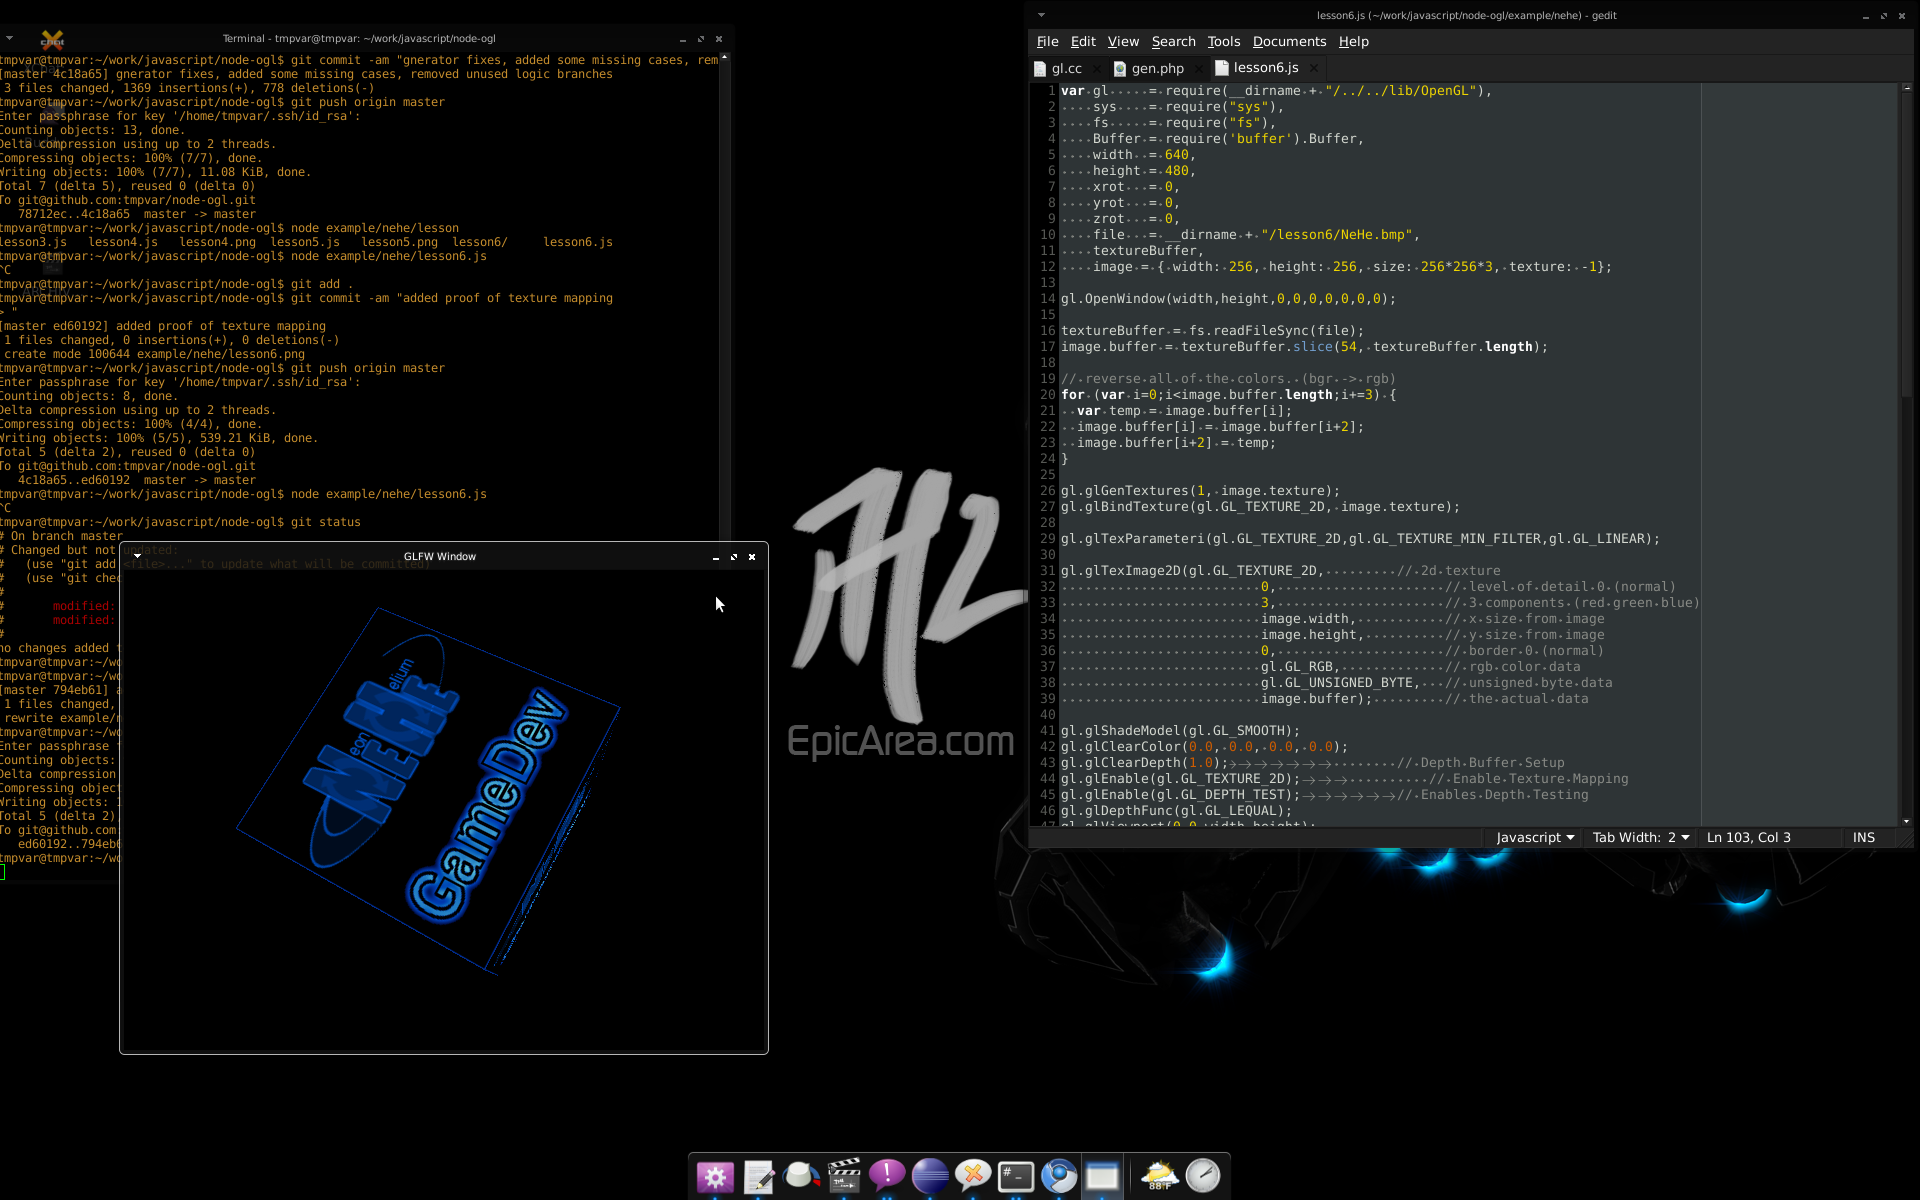 Terminal - tmpvar@tmpvar: ~/work/javascript/node-ogl
tmpvar@tmpvar:~/work/javascript/node-ogl$ git commit -am "gnerator fixes, added some missing cases, rem
[master 4c18a65] gnerator fixes, added some missing cases, removed unused logic branches
3 files changed, 1369 insertions(+), 778 deletions(-)
tmpvar@tmpvar:~/work/javascript/node-ogl$ git push origin master
Enter passphrase for key '/home/tmpvar/.ssh/id_rsa':
Counting objects: 13, done.
Delta compression using up to 2 threads.
Compressing objects: 100% (7/7), done.
Writing objects: 100% (7/7), 11.08 KiB, done.
Total 7 (delta 5), reused 0 (delta 0)
To git@github.com:tmpvar/node-ogl.git
78712ec..4c18a65  master -> master
tmpvar@tmpvar:~/work/javascript/node-ogl$ node example/nehe/lesson
lesson3.js   lesson4.js   lesson4.png  lesson5.js   lesson5.png  lesson6/     lesson6.js
tmpvar@tmpvar:~/work/javascript/node-ogl$ node example/nehe/lesson6.js
^C
tmpvar@tmpvar:~/work/javascript/node-ogl$ git add .
tmpvar@tmpvar:~/work/javascript/node-ogl$ git commit -am "added proof of texture mapping
> "
[master ed60192] added proof of texture mapping
1 files changed, 0 insertions(+), 0 deletions(-)
create mode 100644 example/nehe/lesson6.png
tmpvar@tmpvar:~/work/javascript/node-ogl$ git push origin master
Enter passphrase for key '/home/tmpvar/.ssh/id_rsa':
Counting objects: 8, done.
Delta compression using up to 2 threads.
Compressing objects: 100% (4/4), done.
Writing objects: 100% (5/5), 539.21 KiB, done.
Total 5 (delta 2), reused 0 (delta 0)
To git@github.com:tmpvar/node-ogl.git
4c18a65..ed60192  master -> master
tmpvar@tmpvar:~/work/javascript/node-ogl$ node example/nehe/lesson6.js
^C
tmpvar@tmpvar:~/work/javascript/node-ogl$ git status
# On branch master
# Changed but not updated:
#   (use "git add <file>..." to update what will be committed)
#   (use "git chec
#
#       modified:
#       modified:
#
no changes added t
tmpvar@tmpvar:~/wo
tmpvar@tmpvar:~/wo
[master 794eb61] a
1 files changed,
rewrite example/n
tmpvar@tmpvar:~/wo
Enter passphrase
Counting objects:
Delta compression
Compressing object
Writing objects: 1
Total 5 (delta 2),
To git@github.com
ed60192..794eb6
tmpvar@tmpvar:~/wo
GLFW Window
NEHE
eon
elium
GameDev
EpicArea.com
lesson6.js (~/work/javascript/node-ogl/example/nehe) - gedit
File Edit View Search Tools Documents Help
gl.cc gen.php lesson6.js
1 var gl     = require(__dirname + "/../../lib/OpenGL"),
2     sys    = require("sys"),
3     fs     = require("fs"),
4     Buffer = require('buffer').Buffer,
5     width  = 640,
6     height = 480,
7     xrot   = 0,
8     yrot   = 0,
9     zrot   = 0,
10     file   = __dirname + "/lesson6/NeHe.bmp",
11     textureBuffer,
12     image = { width: 256, height: 256, size: 256*256*3, texture: -1};
13
14 gl.OpenWindow(width,height,0,0,0,0,0,0,0);
15
16 textureBuffer = fs.readFileSync(file);
17 image.buffer = textureBuffer.slice(54, textureBuffer.length);
18
19 // reverse all of the colors. (bgr -> rgb)
20 for (var i=0;i<image.buffer.length;i+=3) {
21   var temp = image.buffer[i];
22   image.buffer[i] = image.buffer[i+2];
23   image.buffer[i+2] = temp;
24 }
25
26 gl.glGenTextures(1, image.texture);
27 gl.glBindTexture(gl.GL_TEXTURE_2D, image.texture);
28
29 gl.glTexParameteri(gl.GL_TEXTURE_2D,gl.GL_TEXTURE_MIN_FILTER,gl.GL_LINEAR);
30
31 gl.glTexImage2D(gl.GL_TEXTURE_2D,         // 2d texture
32 0,                     // level of detail 0 (normal)
33 3,                     // 3 components (red green blue)
34 image.width,           // x size from image
35 image.height,          // y size from image
36 0,                     // border 0 (normal)
37 gl.GL_RGB,             // rgb color data
38 gl.GL_UNSIGNED_BYTE,   // unsigned byte data
39 image.buffer);         // the actual data
40
41 gl.glShadeModel(gl.GL_SMOOTH);
42 gl.glClearColor(0.0, 0.0, 0.0, 0.0);
43 gl.glClearDepth(1.0); // Depth Buffer Setup
44 gl.glEnable(gl.GL_TEXTURE_2D); // Enable Texture Mapping
45 gl.glEnable(gl.GL_DEPTH_TEST); // Enables Depth Testing
46 gl.glDepthFunc(gl.GL_LEQUAL);
47 gl.glViewport(0,0,width,height);
Javascript Tab Width: 2 Ln 103, Col 3 INS
88°F